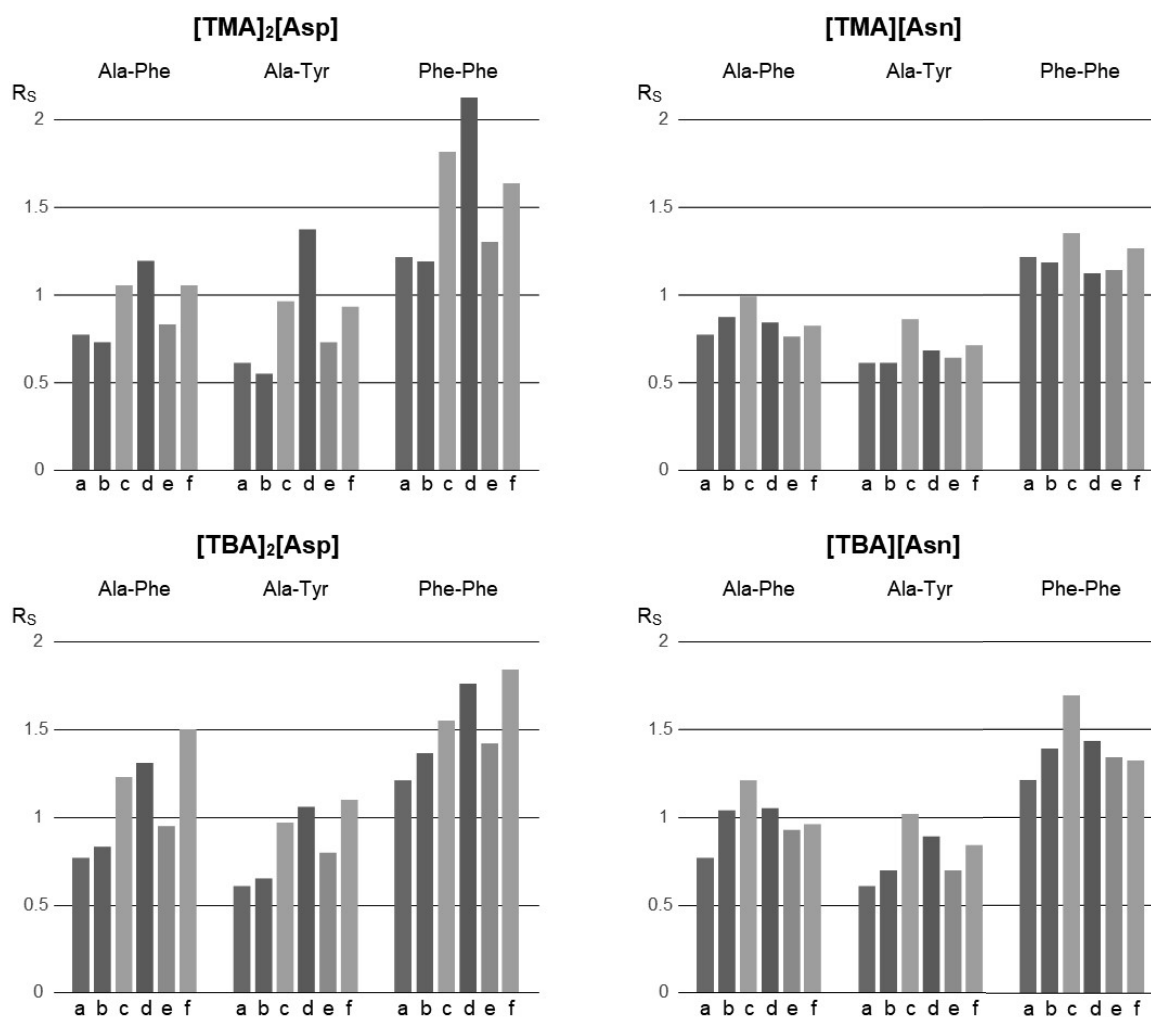 [TMA]₂[Asp]
Ala-Phe Ala-Tyr Phe-Phe
RS
2
1.5
1
0.5
0
a b c d e f a b c d e f a b c d e f
[TMA][Asn]
Ala-Phe Ala-Tyr Phe-Phe
RS
2
1.5
1
0.5
0
a b c d e f a b c d e f a b c d e f
[TBA]₂[Asp]
Ala-Phe Ala-Tyr Phe-Phe
RS
2
1.5
1
0.5
0
a b c d e f a b c d e f a b c d e f
[TBA][Asn]
Ala-Phe Ala-Tyr Phe-Phe
RS
2
1.5
1
0.5
0
a b c d e f a b c d e f a b c d e f